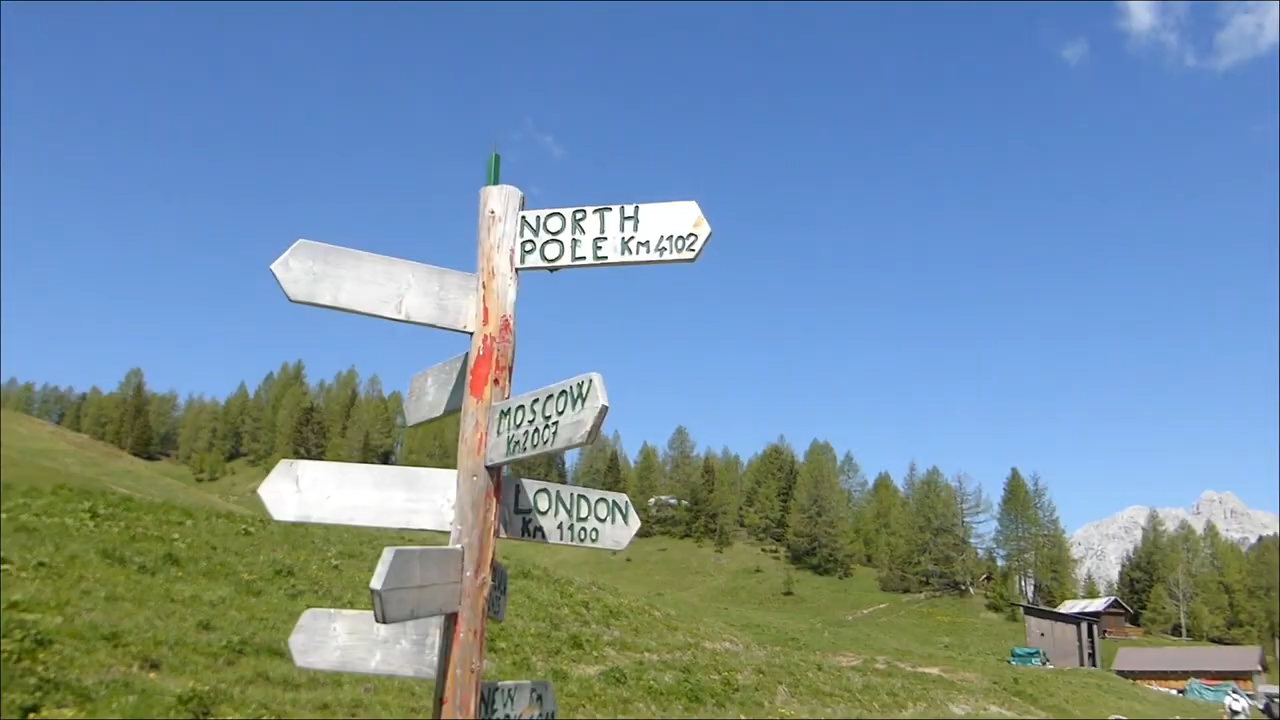 NORTH
POLE Km 4102
MOSCOW
Km 2007
LONDON
Km 1100
NEW